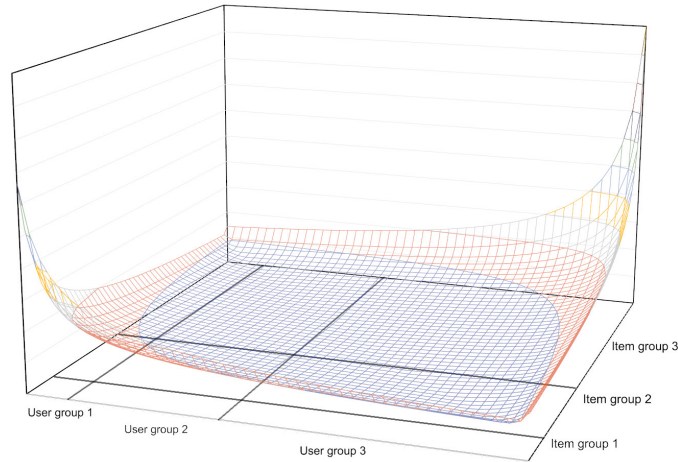 Item group 3
Item group 2
User group 1
User group 2
Item group 1
User group 3